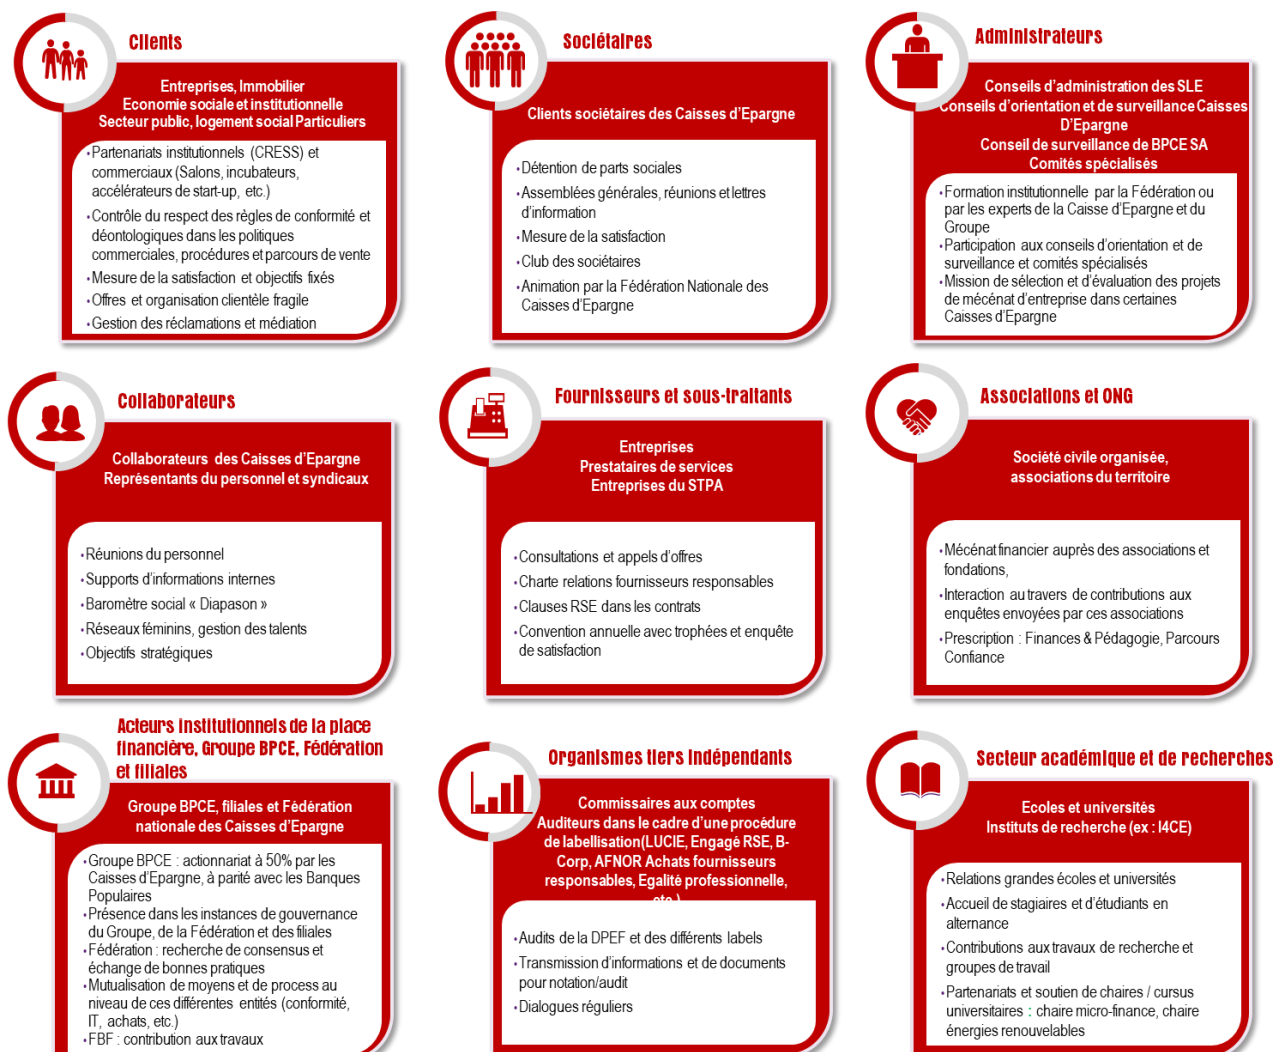 Clients
Entreprises, Immobilier
Economie sociale et institutionnelle
Secteur public, logement social Particuliers
•Partenariats institutionnels (CRESS) et
commerciaux (Salons, incubateurs,
accélérateurs de start-up, etc.)
•Contrôle du respect des règles de conformité et
déontologiques dans les politiques
commerciales, procédures et parcours de vente
•Mesure de la satisfaction et objectifs fixés
•Offres et organisation clientèle fragile
•Gestion des réclamations et médiation
Sociétaires
Clients sociétaires des Caisses d’Epargne
•Détention de parts sociales
•Assemblées générales, réunions et lettres
d’information
•Mesure de la satisfaction
•Club des sociétaires
•Animation par la Fédération Nationale des
Caisses d’Epargne
Administrateurs
Conseils d’administration des SLE
Conseils d’orientation et de surveillance Caisses
D’Epargne
Conseil de surveillance de BPCE SA
Comités spécialisés
•Formation institutionnelle par la Fédération ou
par les experts de la Caisse d’Epargne et du
Groupe
•Participation aux conseils d’orientation et de
surveillance et comités spécialisés
•Mission de sélection et d’évaluation des projets
de mécénat d’entreprise dans certaines
Caisses d’Epargne
Collaborateurs
Collaborateurs des Caisses d’Epargne
Représentants du personnel et syndicaux
•Réunions du personnel
•Supports d’informations internes
•Baromètre social « Diapason »
•Réseaux féminins, gestion des talents
•Objectifs stratégiques
Fournisseurs et sous-traitants
Entreprises
Prestataires de services
Entreprises du STPA
•Consultations et appels d’offres
•Charte relations fournisseurs responsables
•Clauses RSE dans les contrats
•Convention annuelle avec trophées et enquête
de satisfaction
Associations et ONG
Société civile organisée,
associations du territoire
•Mécénat financier auprès des associations et
fondations,
•Interaction au travers de contributions aux
enquêtes envoyées par ces associations
•Prescription : Finances & Pédagogie, Parcours
Confiance
Acteurs institutionnels de la place
financière, Groupe BPCE, Fédération
et filiales
Groupe BPCE, filiales et Fédération
nationale des Caisses d’Epargne
•Groupe BPCE : actionnariat à 50% par les
Caisses d’Epargne, à parité avec les Banques
Populaires
•Présence dans les instances de gouvernance
du Groupe, de la Fédération et des filiales
•Fédération : recherche de consensus et
échange de bonnes pratiques
•Mutualisation de moyens et de process au
niveau de ces différentes entités (conformité,
IT, achats, etc.)
•FBF : contribution aux travaux
Organismes tiers indépendants
Commissaires aux comptes
Auditeurs dans le cadre d’une procédure
de labellisation(LUCIE, Engagé RSE, B-
Corp, AFNOR Achats fournisseurs
responsables, Egalité professionnelle,
etc.)
•Audits de la DPEF et des différents labels
•Transmission d’informations et de documents
pour notation/audit
•Dialogues réguliers
Secteur académique et de recherches
Ecoles et universités
Instituts de recherche (ex : I4CE)
•Relations grandes écoles et universités
•Accueil de stagiaires et d’étudiants en
alternance
•Contributions aux travaux de recherche et
groupes de travail
•Partenariats et soutien de chaires / cursus
universitaires : chaire micro-finance, chaire
énergies renouvelables